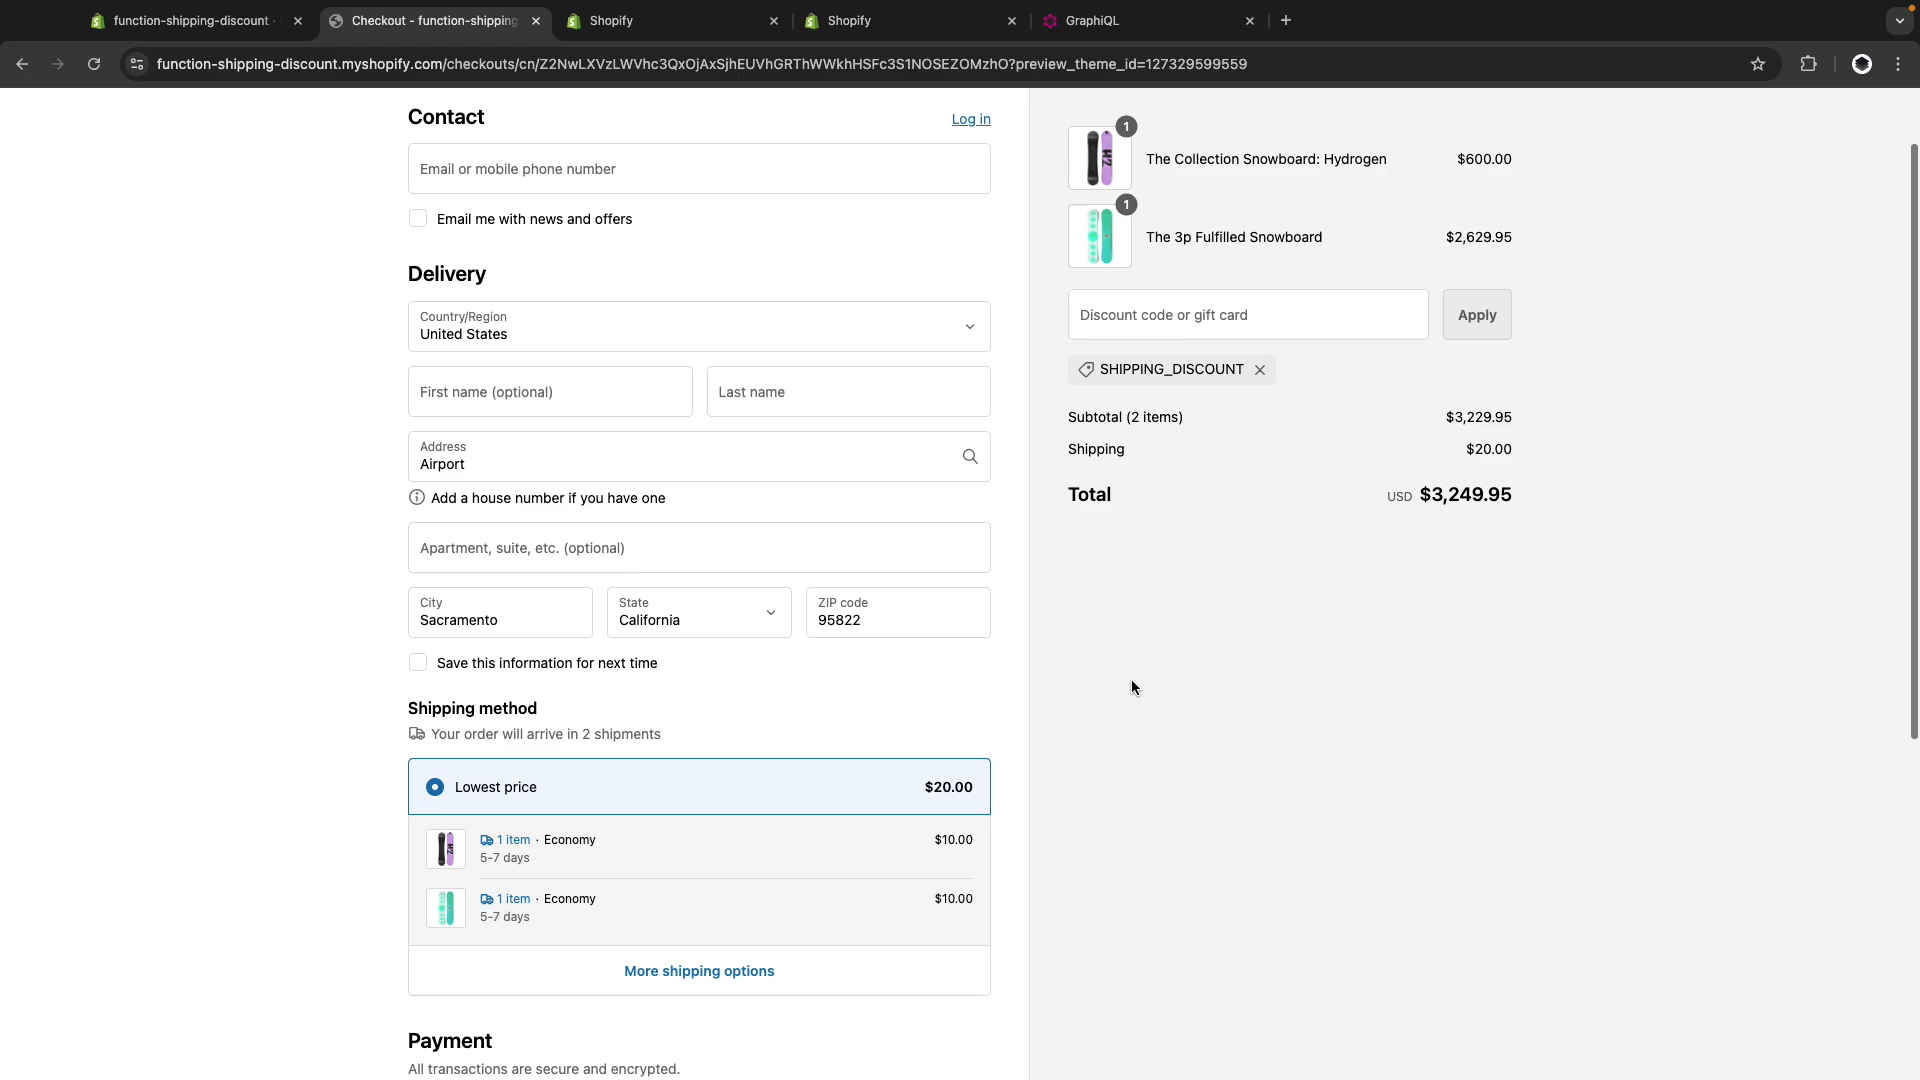 function-shipping-discount ·
Checkout - function-shipping
Shopify
Shopify
GraphiQL
function-shipping-discount.myshopify.com/checkouts/cn/Z2NwLXVzLWVhc3QxOjAxSjhEUVhGRThWWkhHSFc3S1NOSEZOMzhO?preview_theme_id=127329599559
Contact
Log in
Email or mobile phone number
Email me with news and offers
Delivery
Country/Region
United States
First name (optional)
Last name
Address
Airport
Add a house number if you have one
Apartment, suite, etc. (optional)
City
Sacramento
State
California
ZIP code
95822
Save this information for next time
Shipping method
Your order will arrive in 2 shipments
Lowest price $20.00
1 item · Economy $10.00
5-7 days
1 item · Economy $10.00
5-7 days
More shipping options
Payment
All transactions are secure and encrypted.
1
The Collection Snowboard: Hydrogen $600.00
1
The 3p Fulfilled Snowboard $2,629.95
Discount code or gift card
Apply
SHIPPING_DISCOUNT
Subtotal (2 items) $3,229.95
Shipping $20.00
Total USD $3,249.95